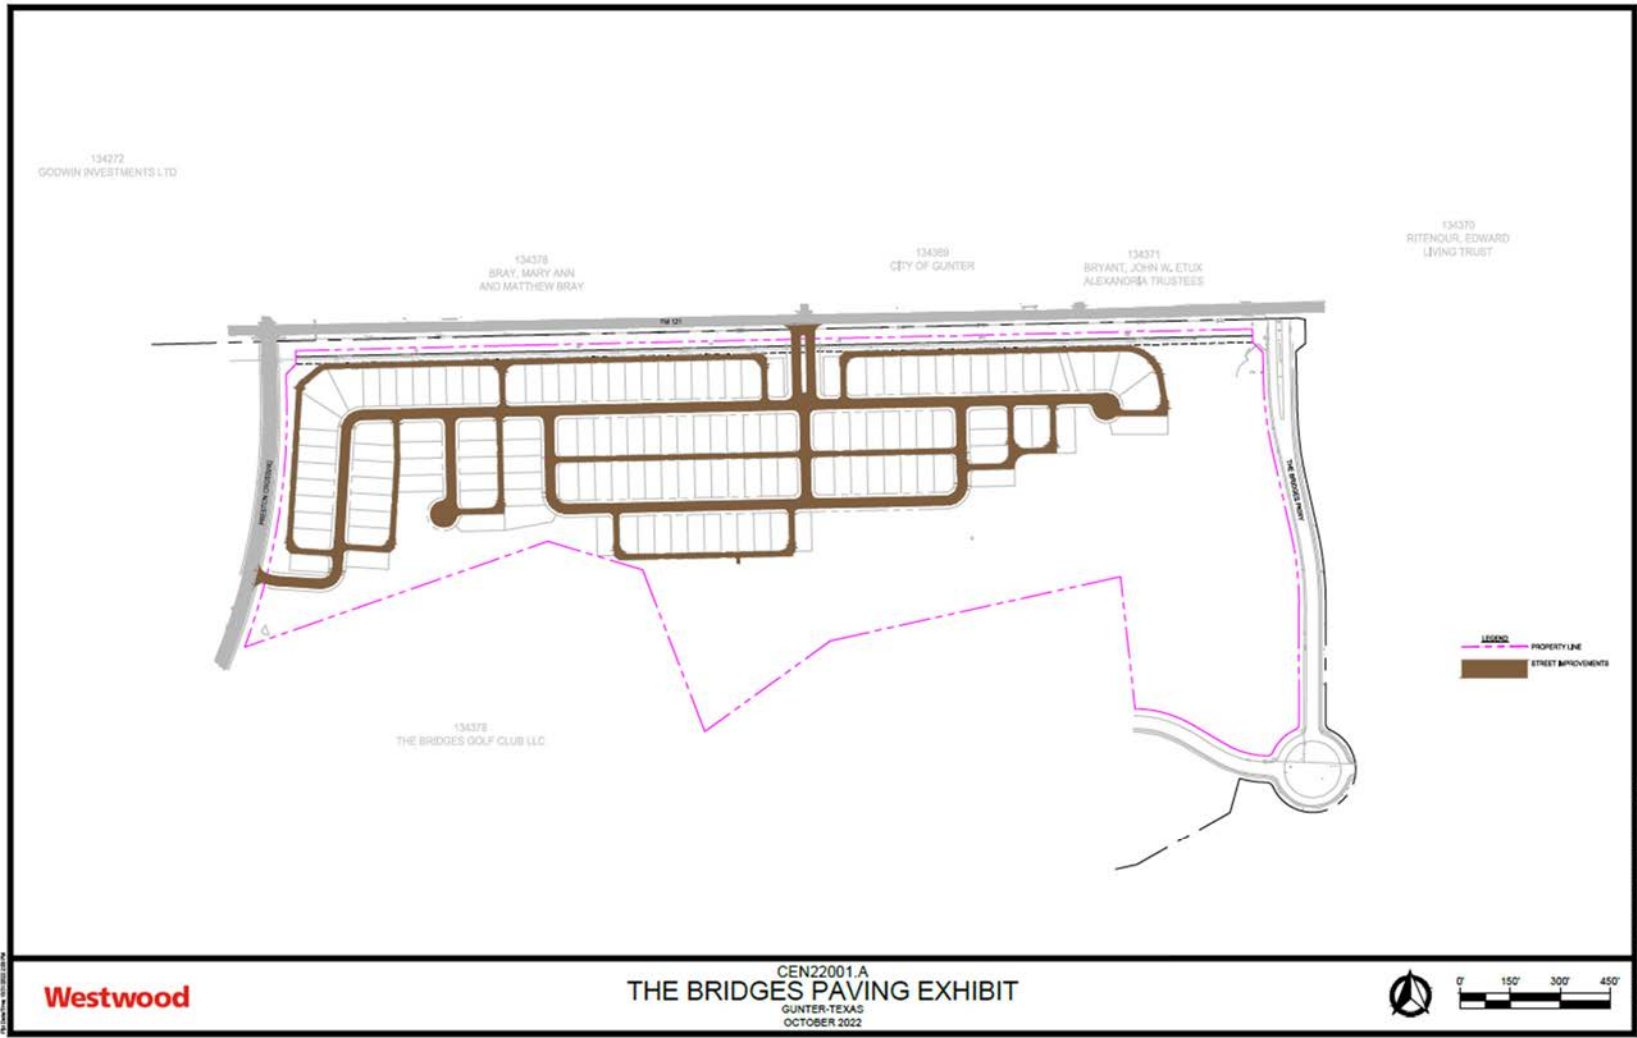 134372
GODWIN INVESTMENTS LTD
134370
RITENOUR, EDWARD
LIVING TRUST
134378
BRAY, MARY ANN
AND MATTHEW BRAY
134369
CITY OF GUNTER
134371
BRYANT, JOHN W, ETUX
ALEXANDRIA TRUSTEES
FM 121
PRESTON CROSSING
THE BRIDGES PKWY
LEGEND
PROPERTY LINE
STREET IMPROVEMENTS
134378
THE BRIDGES GOLF CLUB LLC
Westwood
CEN22001.A
THE BRIDGES PAVING EXHIBIT
GUNTER-TEXAS
OCTOBER 2022
0' 150' 300' 450'